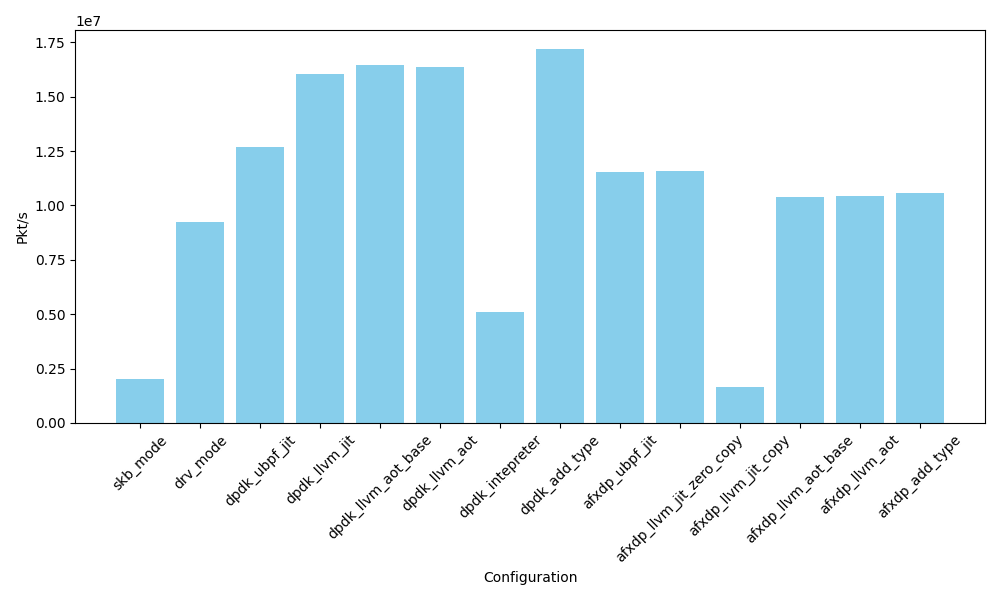 1e7
1.75
1.50
1.25
1.00
0.75
0.50
0.25
0.00
Pkt/s
skb_mode
drv_mode
dpdk_ubpf_jit
dpdk_llvm_jit
dpdk_llvm_aot_base
dpdk_llvm_aot
dpdk_intepreter
dpdk_add_type
afxdp_ubpf_jit
afxdp_llvm_jit_zero_copy
afxdp_llvm_jit_copy
afxdp_llvm_aot_base
afxdp_llvm_aot
afxdp_add_type
Configuration